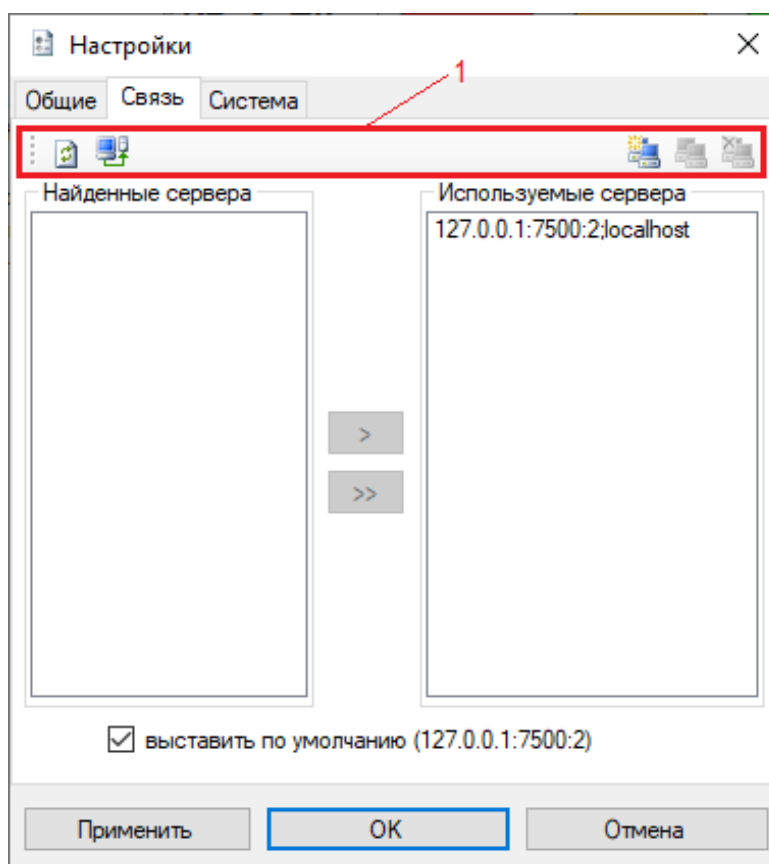 Настройки
1
Общие Связь Система
Найденные сервера
Используемые сервера
127.0.0.1:7500:2;localhost
>
>>
выставить по умолчанию (127.0.0.1:7500:2)
Применить
OK
Отмена